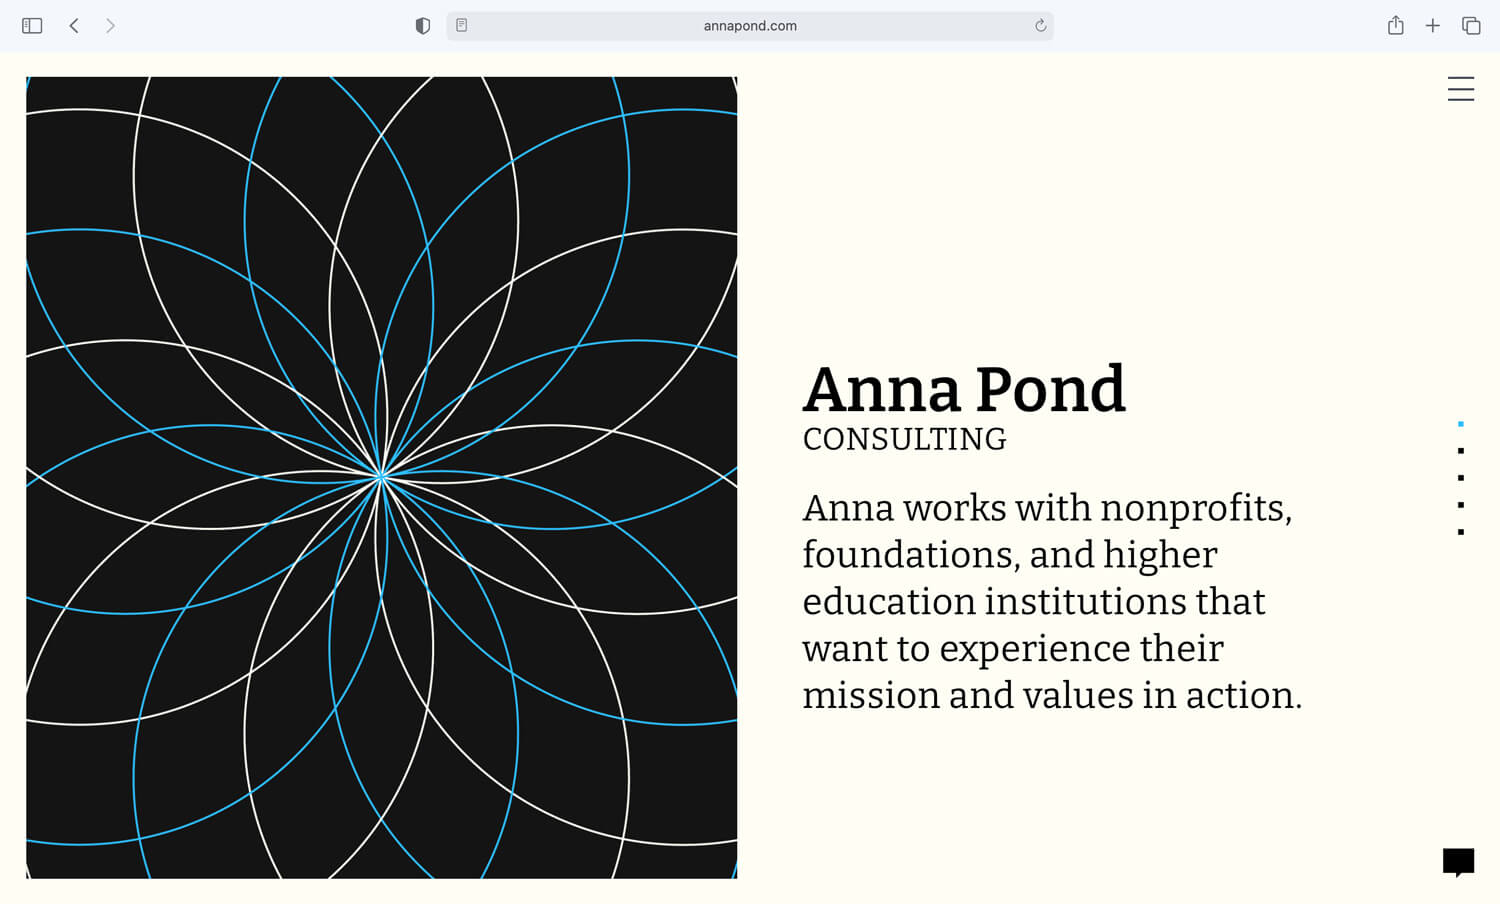 annapond.com
Anna Pond
CONSULTING
Anna works with nonprofits,
foundations, and higher
education institutions that
want to experience their
mission and values in action.